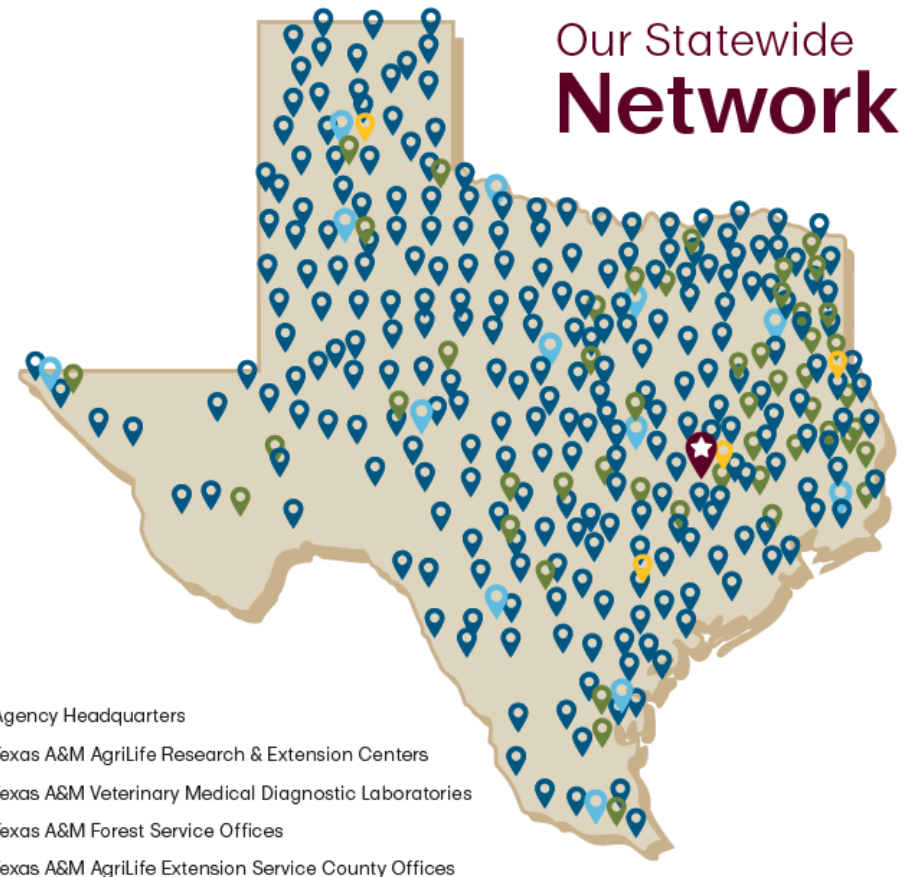 Our Statewide
Network
Agency Headquarters
Texas A&M AgriLife Research & Extension Centers
Texas A&M Veterinary Medical Diagnostic Laboratories
Texas A&M Forest Service Offices
Texas A&M AgriLife Extension Service County Offices